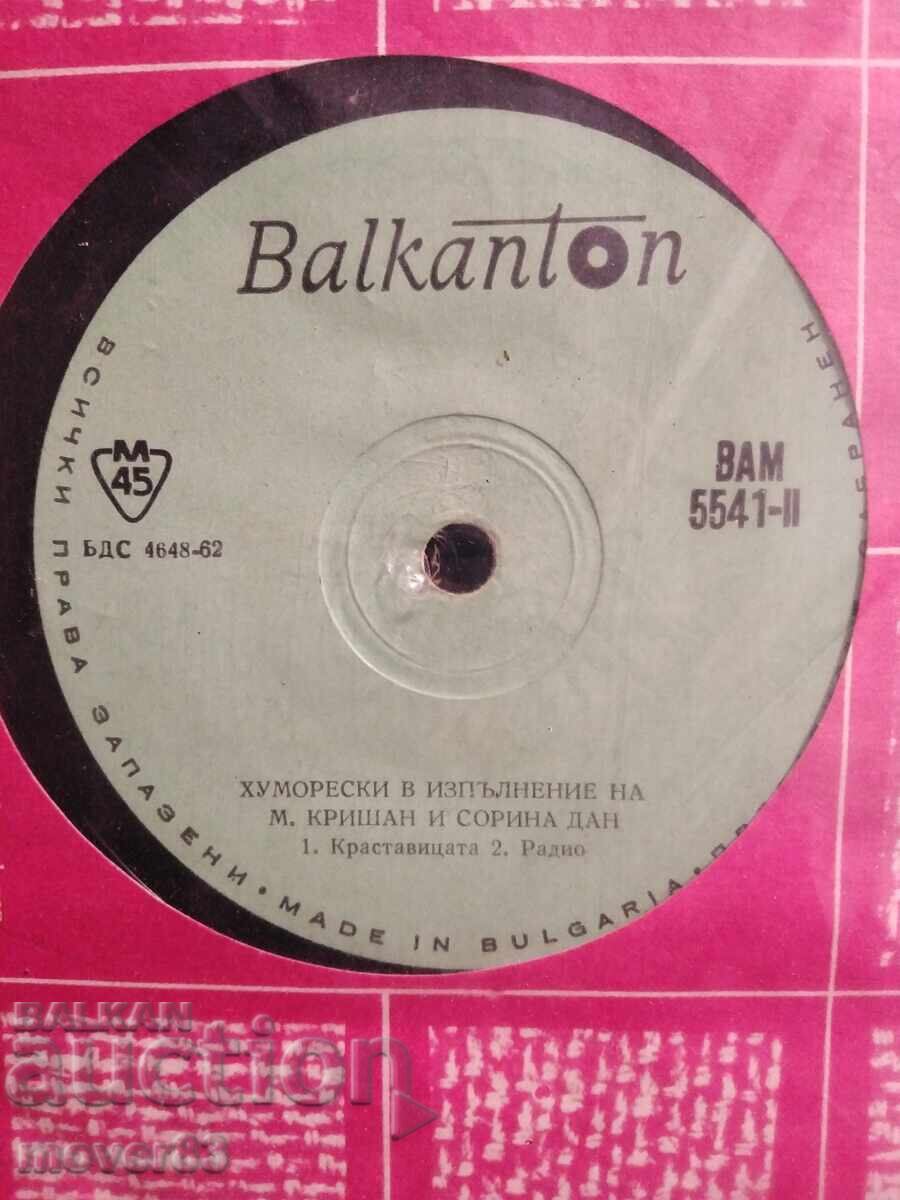 Balkanton
M
45
БДС 4648-62
ВАМ
5541-II
ХУМОРЕСКИ В ИЗПЪЛНЕНИЕ НА
М. КРИШАН И СОРИНА ДАН
1. Краставицата 2. Радио
ВСИЧКИ ПРАВА ЗАПАЗЕНИ • MADE IN BULGARIA •
BALKAN
auction
mover83